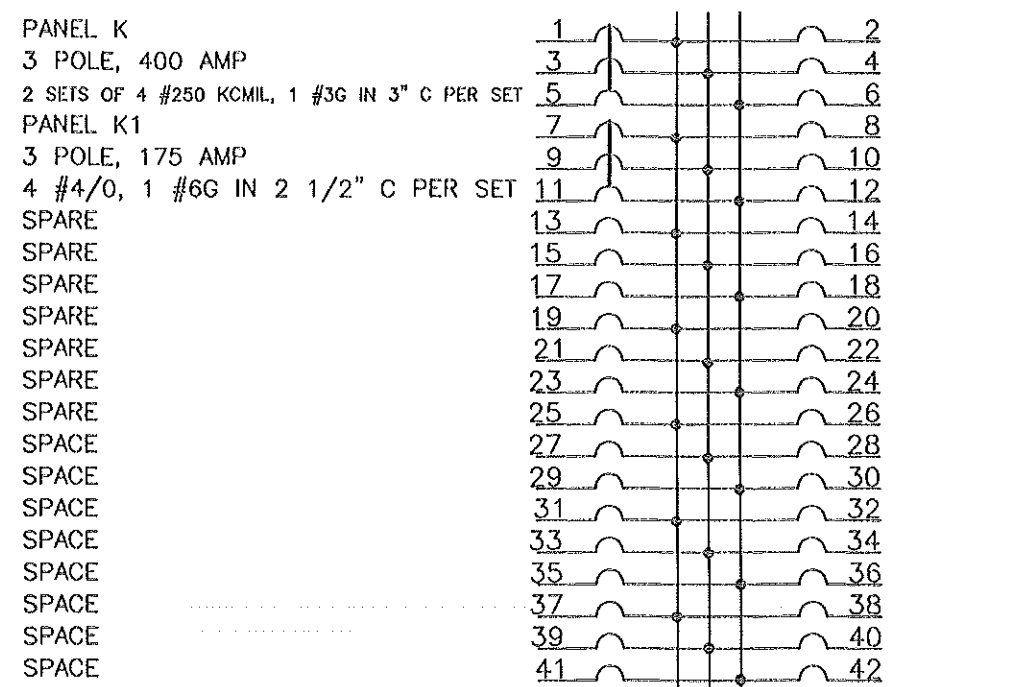 PANEL K 1 2
3 POLE, 400 AMP 3 4
2 SETS OF 4 #250 KCMIL, 1 #3G IN 3" C PER SET 5 6
PANEL K1 7 8
3 POLE, 175 AMP 9 10
4 #4/0, 1 #6G IN 2 1/2" C PER SET 11 12
SPARE 13 14
SPARE 15 16
SPARE 17 18
SPARE 19 20
SPARE 21 22
SPARE 23 24
SPARE 25 26
SPACE 27 28
SPACE 29 30
SPACE 31 32
SPACE 33 34
SPACE 35 36
SPACE 37 38
SPACE 39 40
SPACE 41 42